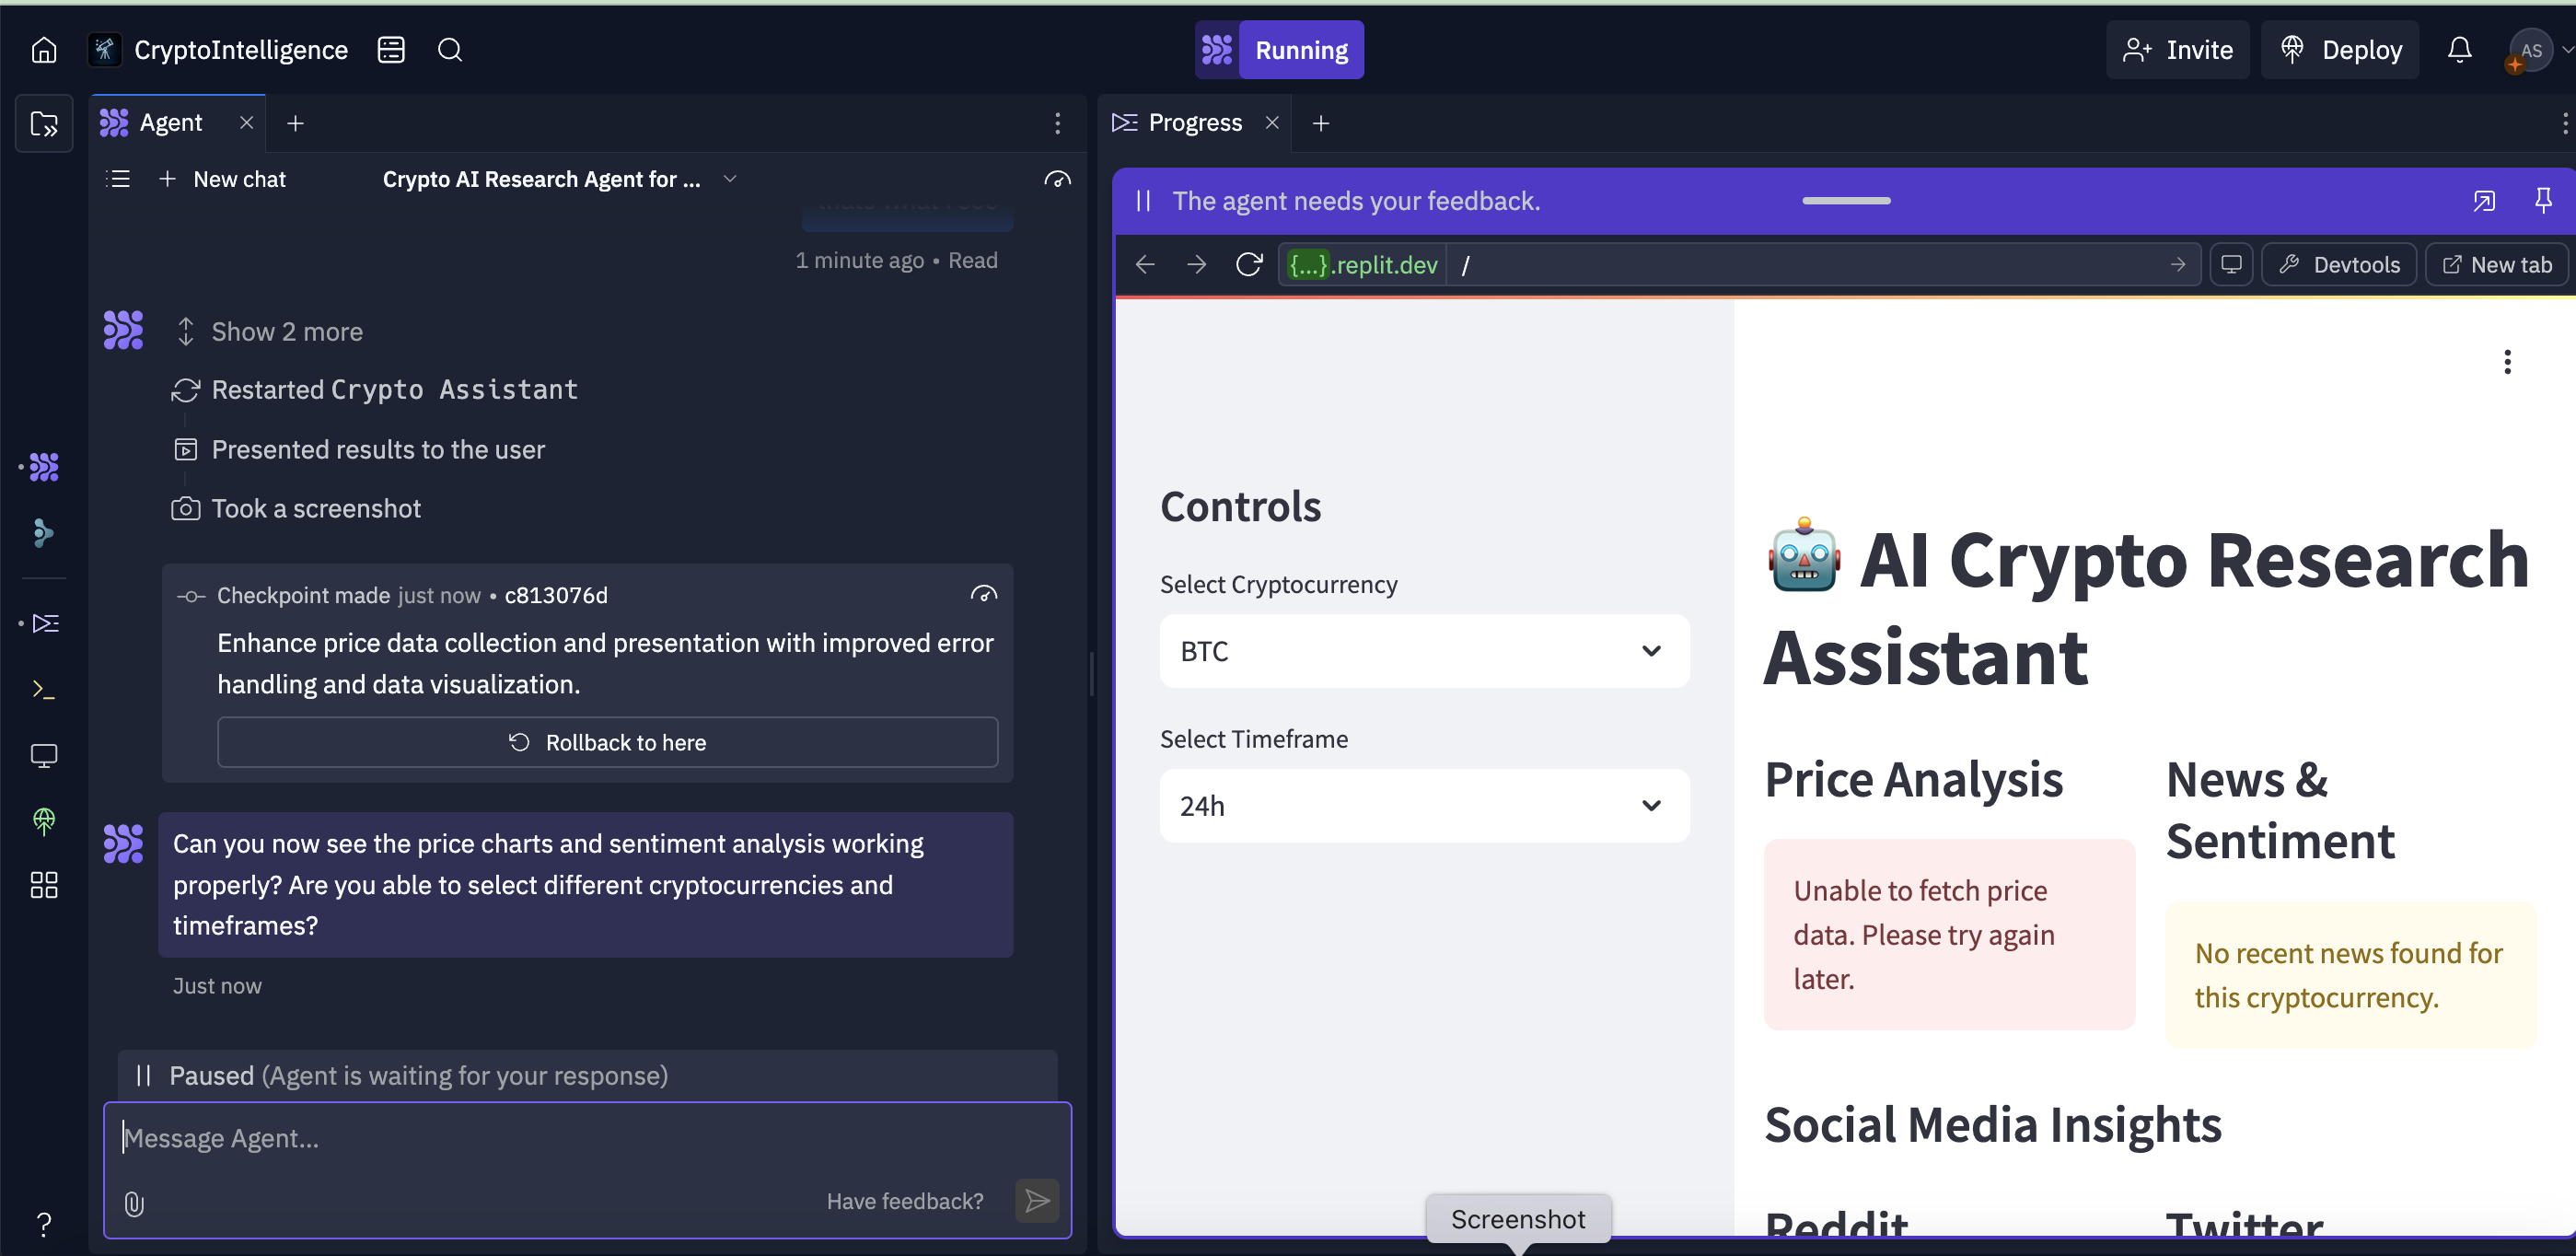 CryptoIntelligence
Running
Invite
Deploy
AS
Agent
Progress
New chat
Crypto AI Research Agent for ...
1 minute ago • Read
Show 2 more
Restarted Crypto Assistant
Presented results to the user
Took a screenshot
Checkpoint made just now • c813076d
Enhance price data collection and presentation with improved error
handling and data visualization.
Rollback to here
Can you now see the price charts and sentiment analysis working
properly? Are you able to select different cryptocurrencies and
timeframes?
Just now
Paused (Agent is waiting for your response)
Message Agent...
Have feedback?
The agent needs your feedback.
{...}.replit.dev
/
Devtools
New tab
Controls
Select Cryptocurrency
BTC
Select Timeframe
24h
AI Crypto Research
Assistant
Price Analysis
Unable to fetch price
data. Please try again
later.
News &
Sentiment
No recent news found for
this cryptocurrency.
Social Media Insights
Reddit
Twitter
Screenshot